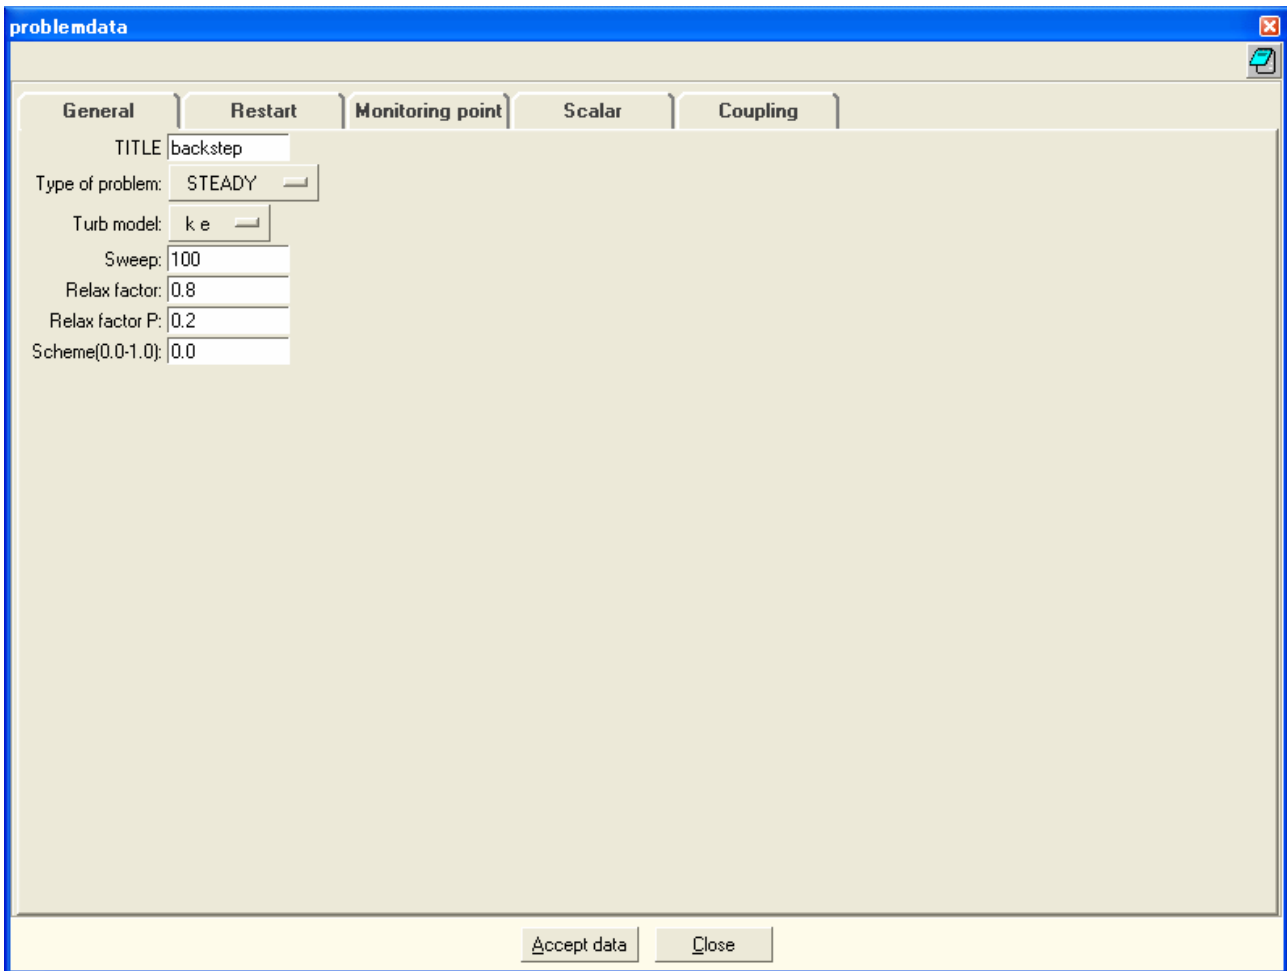 problemdata
General Restart Monitoring point Scalar Coupling
TITLE backstep
Type of problem: STEADY
Turb model: k e
Sweep: 100
Relax factor: 0.8
Relax factor P: 0.2
Scheme(0.0-1.0): 0.0
Accept data Close